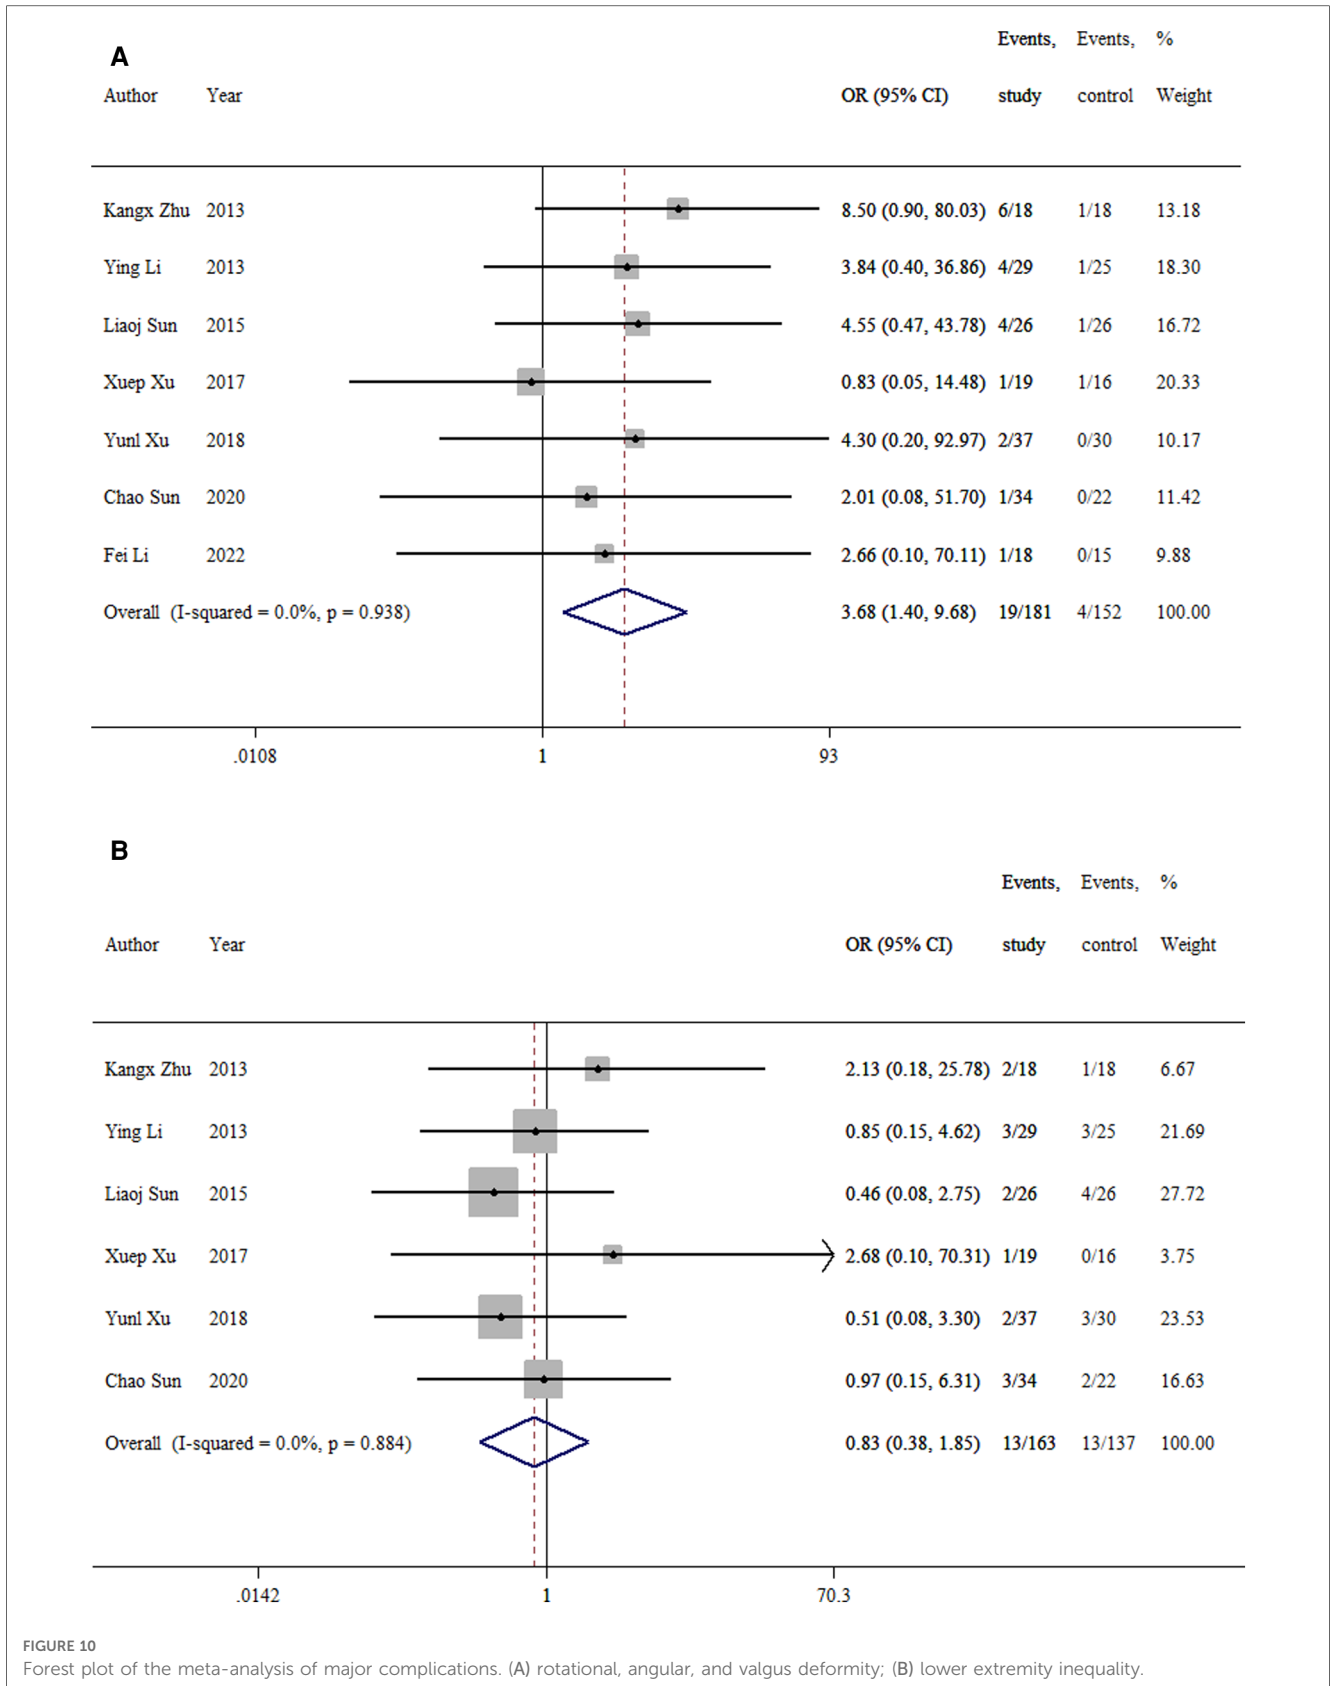 A
Events, Events, %
Author Year OR (95% CI) study control Weight
Kangx Zhu 2013 8.50 (0.90, 80.03) 6/18 1/18 13.18
Ying Li 2013 3.84 (0.40, 36.86) 4/29 1/25 18.30
Liaoj Sun 2015 4.55 (0.47, 43.78) 4/26 1/26 16.72
Xuep Xu 2017 0.83 (0.05, 14.48) 1/19 1/16 20.33
Yunl Xu 2018 4.30 (0.20, 92.97) 2/37 0/30 10.17
Chao Sun 2020 2.01 (0.08, 51.70) 1/34 0/22 11.42
Fei Li 2022 2.66 (0.10, 70.11) 1/18 0/15 9.88
Overall (I-squared = 0.0%, p = 0.938) 3.68 (1.40, 9.68) 19/181 4/152 100.00
.0108 1 93
B
Events, Events, %
Author Year OR (95% CI) study control Weight
Kangx Zhu 2013 2.13 (0.18, 25.78) 2/18 1/18 6.67
Ying Li 2013 0.85 (0.15, 4.62) 3/29 3/25 21.69
Liaoj Sun 2015 0.46 (0.08, 2.75) 2/26 4/26 27.72
Xuep Xu 2017 2.68 (0.10, 70.31) 1/19 0/16 3.75
Yunl Xu 2018 0.51 (0.08, 3.30) 2/37 3/30 23.53
Chao Sun 2020 0.97 (0.15, 6.31) 3/34 2/22 16.63
Overall (I-squared = 0.0%, p = 0.884) 0.83 (0.38, 1.85) 13/163 13/137 100.00
.0142 1 70.3
FIGURE 10
Forest plot of the meta-analysis of major complications. (A) rotational, angular, and valgus deformity; (B) lower extremity inequality.